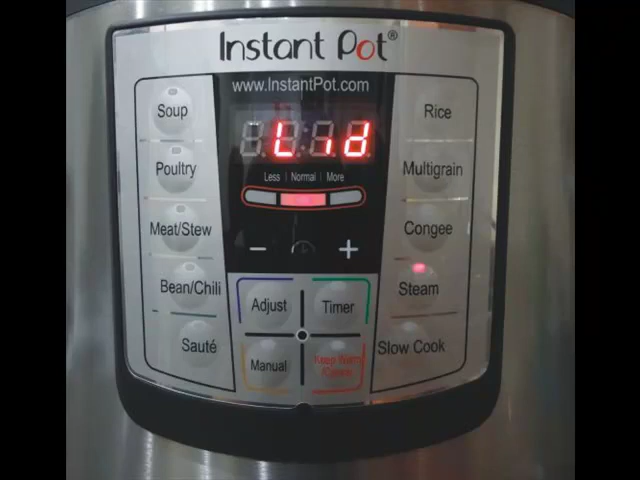 Instant Pot®
www.InstantPot.com
Lid
Less | Normal | More
− +
Soup
Poultry
Meat/Stew
Bean/Chili
Sauté
Rice
Multigrain
Congee
Steam
Slow Cook
Adjust
Timer
Manual
Keep Warm
/Cancel